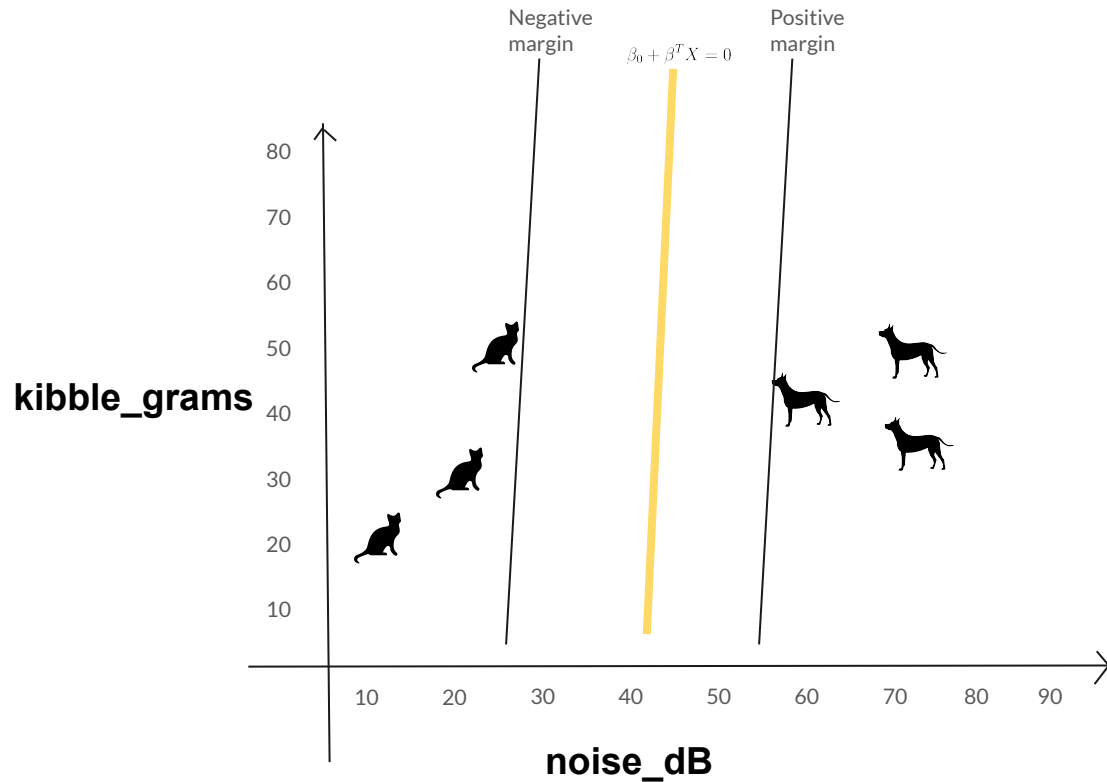 Negative
margin
Positive
margin
β₀ + βᵀX = 0
80
70
60
50
kibble_grams
40
30
20
10
10 20 30 40 50 60 70 80 90
noise_dB